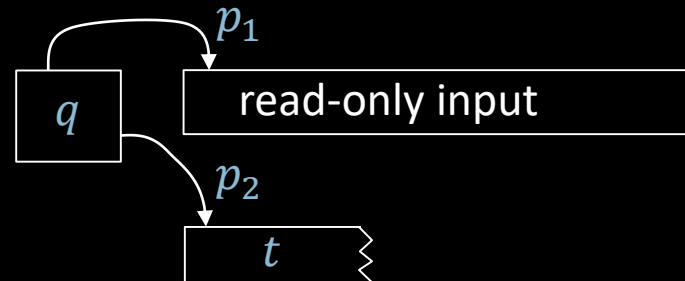 p₁
q
read-only input
p₂
t